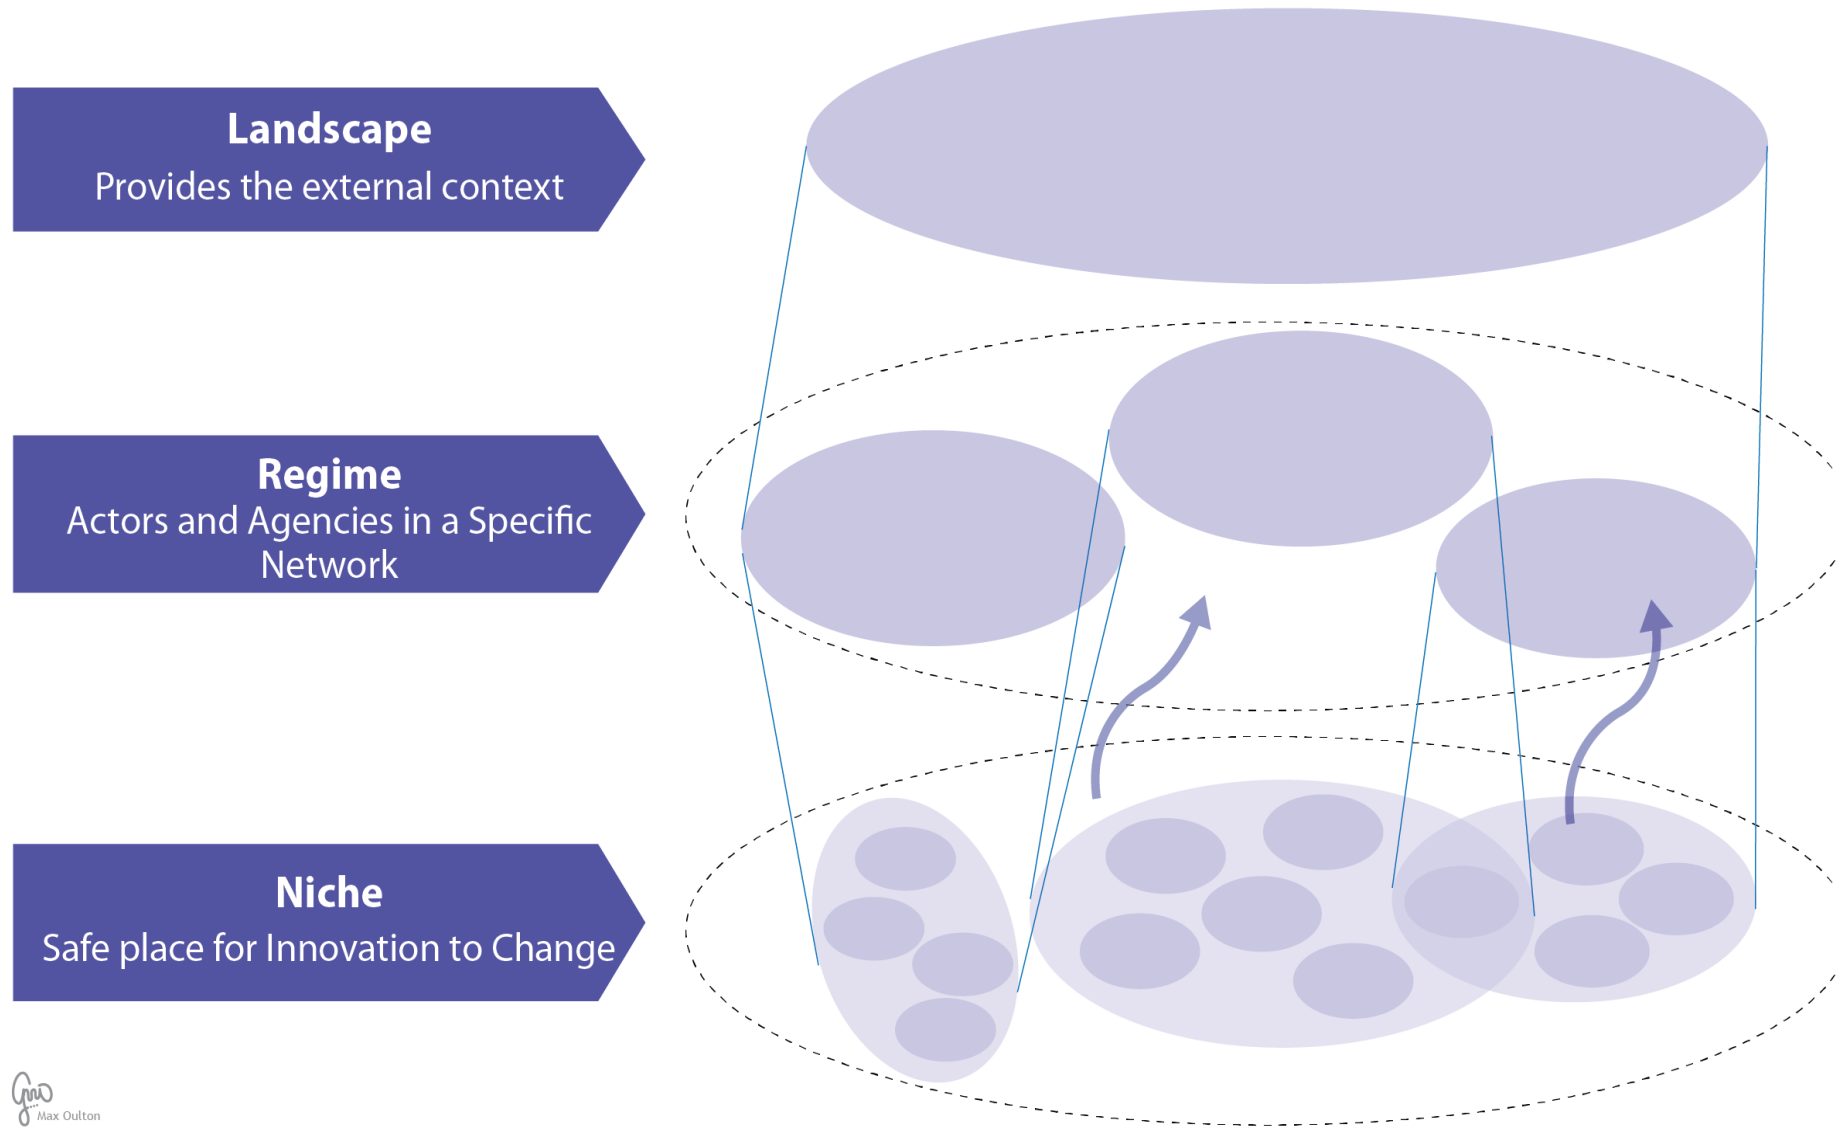 Landscape
Provides the external context
Regime
Actors and Agencies in a Specific
Network
Niche
Safe place for Innovation to Change
Max Oulton